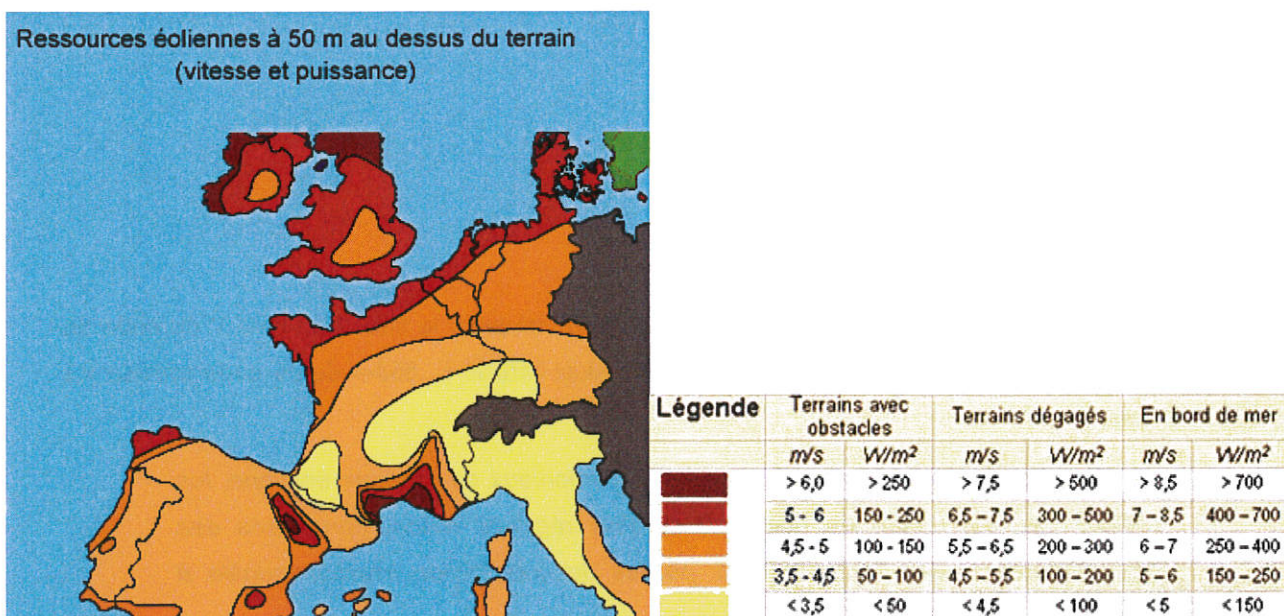 Ressources éoliennes à 50 m au dessus du terrain
(vitesse et puissance)
Légende Terrains avec obstacles Terrains dégagés En bord de mer
m/s W/m² m/s W/m² m/s W/m²
> 6,0 > 250 > 7,5 > 500 > 8,5 > 700
5 - 6 150 - 250 6,5 – 7,5 300 – 500 7 – 8,5 400 – 700
4,5 - 5 100 - 150 5,5 – 6,5 200 – 300 6 – 7 250 – 400
3,5 - 4,5 50 – 100 4,5 – 5,5 100 – 200 5 – 6 150 – 250
< 3,5 < 50 < 4,5 < 100 < 5 < 150